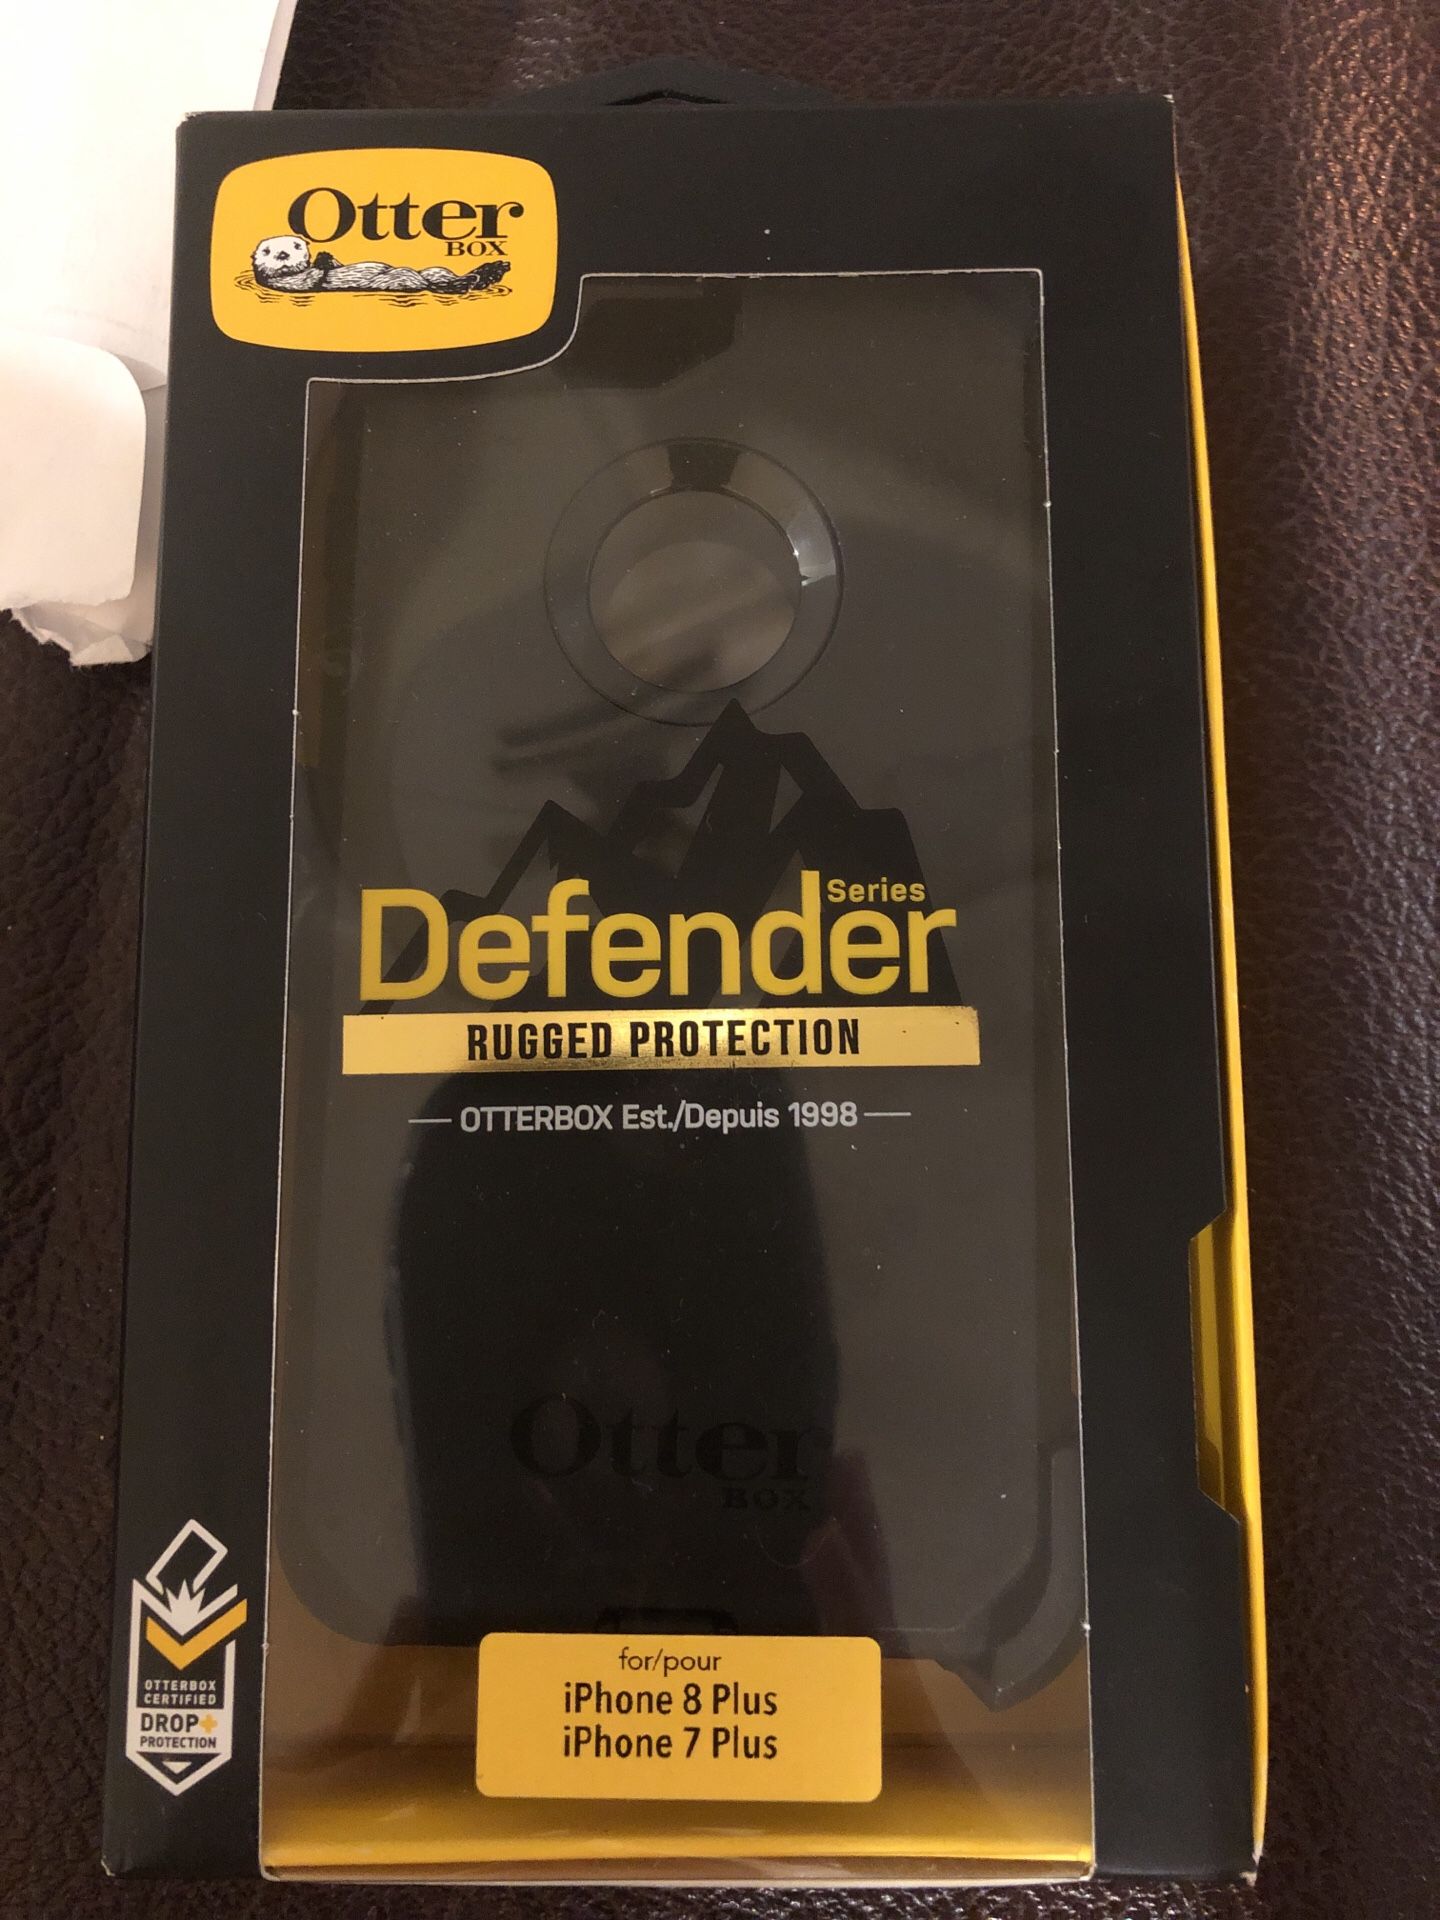 Otter
BOX
Series
Defender
RUGGED PROTECTION
OTTERBOX Est./Depuis 1998
Otter
BOX
OTTERBOX
CERTIFIED
DROP+
PROTECTION
for/pour
iPhone 8 Plus
iPhone 7 Plus